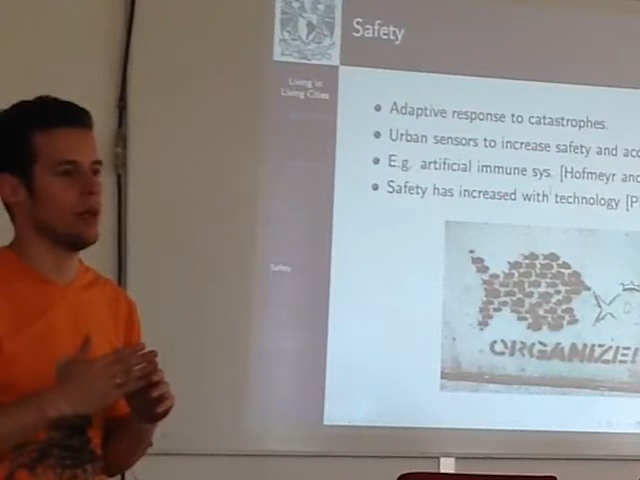 Safety
Living in
Living Cities
Adaptive response to catastrophes.
Urban sensors to increase safety and acc
E.g. artificial immune sys. [Hofmeyr and
Safety has increased with technology [P
Safety
ORGANIZE